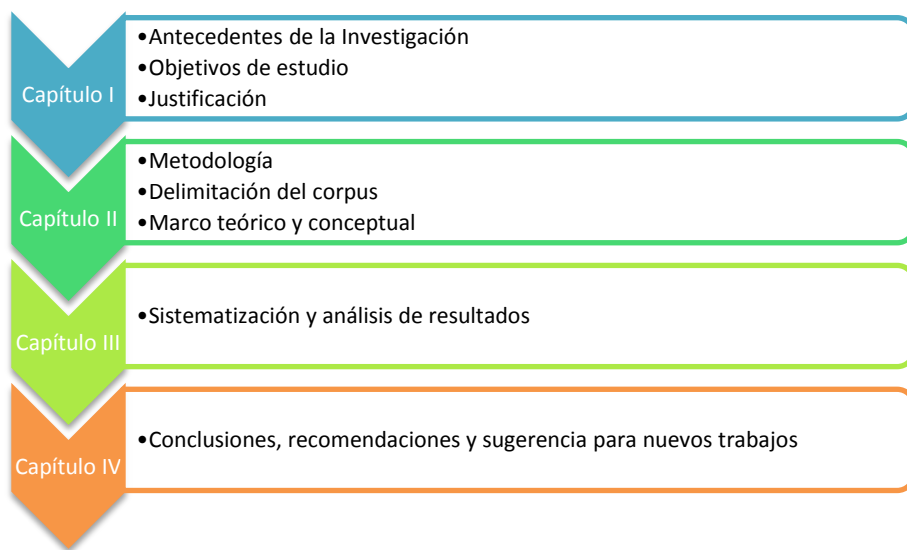 Capítulo I
•Antecedentes de la Investigación
•Objetivos de estudio
•Justificación
Capítulo II
•Metodología
•Delimitación del corpus
•Marco teórico y conceptual
Capítulo III
•Sistematización y análisis de resultados
Capítulo IV
•Conclusiones, recomendaciones y sugerencia para nuevos trabajos